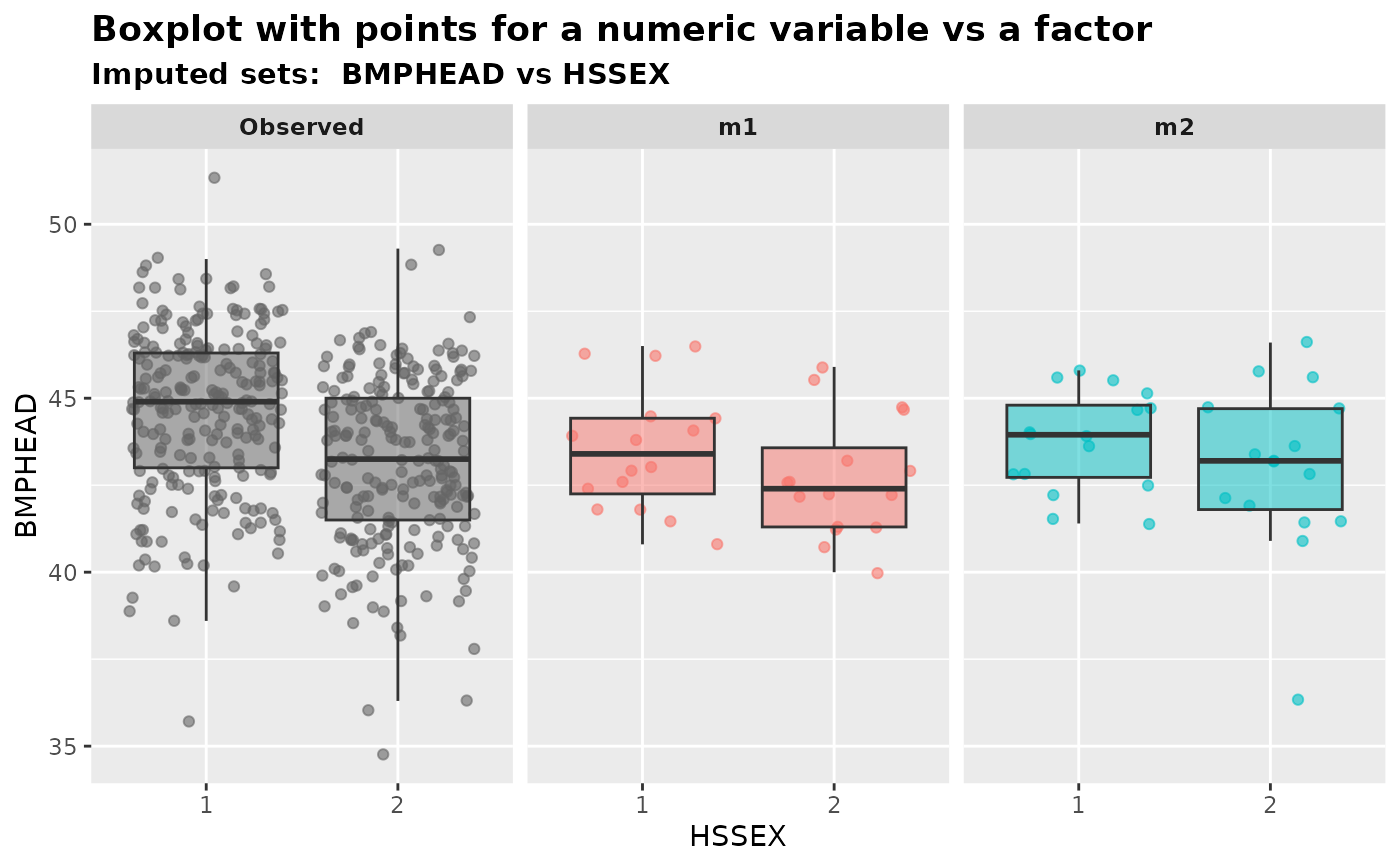 Boxplot with points for a numeric variable vs a factor
Imputed sets:  BMPHEAD vs HSSEX
Observed
m1
m2
BMPHEAD
50
45
40
35
1
2
1
2
1
2
HSSEX